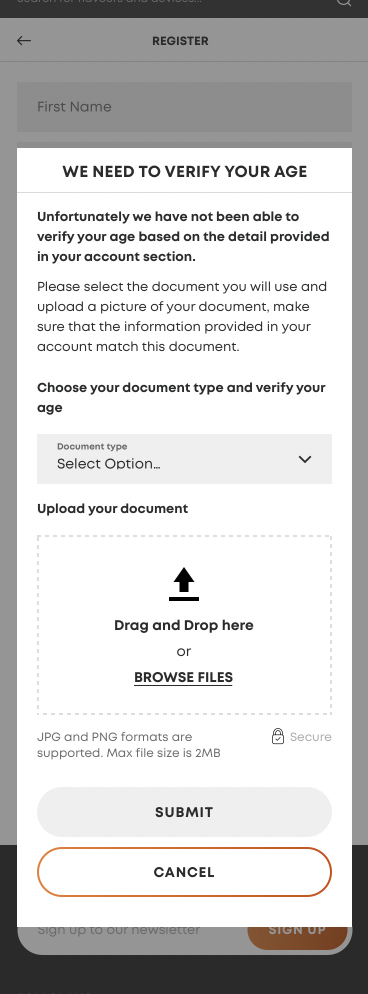 Search for flavours and devices...
REGISTER
First Name
WE NEED TO VERIFY YOUR AGE
Unfortunately we have not been able to
verify your age based on the detail provided
in your account section.
Please select the document you will use and
upload a picture of your document, make
sure that the information provided in your
account match this document.
Choose your document type and verify your
age
Document type
Select Option...
Upload your document
Drag and Drop here
or
BROWSE FILES
JPG and PNG formats are
supported. Max file size is 2MB
Secure
SUBMIT
CANCEL
Sign up to our newsletter
SIGN UP